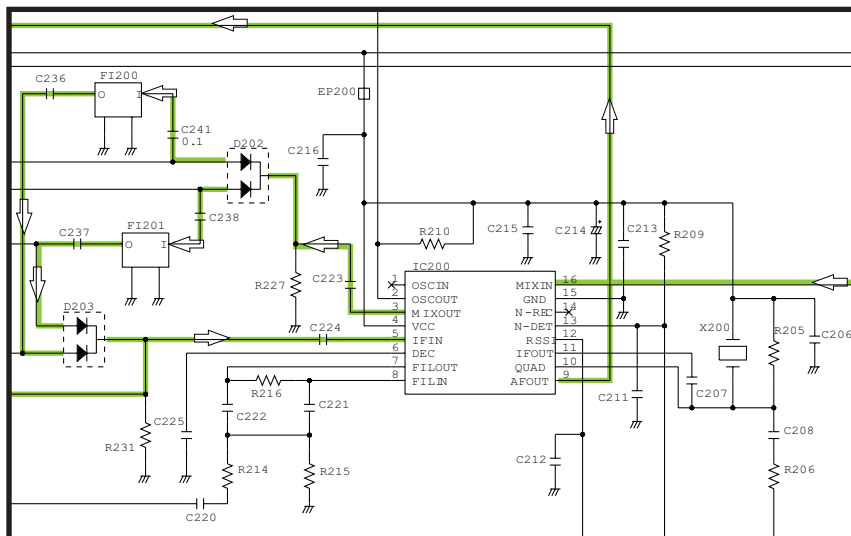 C236
FI200
O
I
EP200
C241
0.1
D202
C216
C238
C237
FI201
O
I
R210
C215
C214
+
C213
R209
IC200
R227
C223
1
OSCIN
2
OSCOUT
3
MIXOUT
4
VCC
5
IFIN
6
DEC
7
FILOUT
8
FILIN
MIXIN
16
GND
15
N-REC
14
N-DET
13
RSSI
12
IFOUT
11
QUAD
10
AFOUT
9
D203
C224
X200
R205
C206
R216
C222
C221
C207
C211
C225
R231
C208
R214
R215
C212
R206
C220